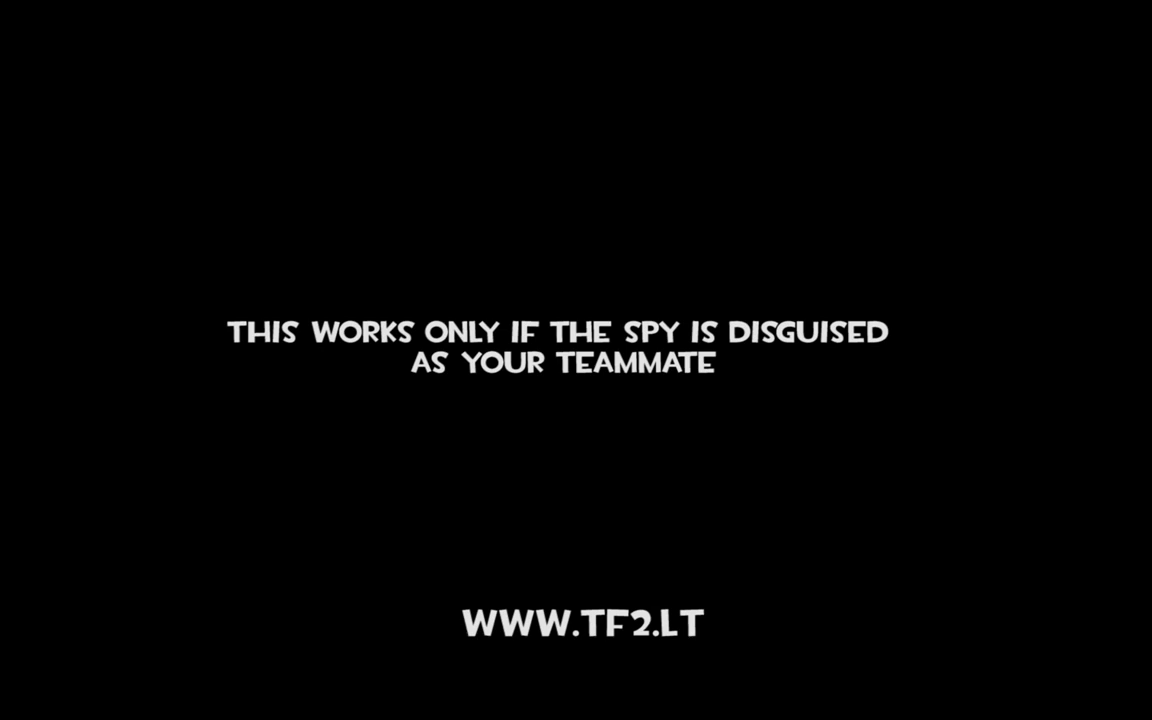 THIS WORKS ONLY IF THE SPY IS DISGUISED
AS YOUR TEAMMATE
WWW.TF2.LT